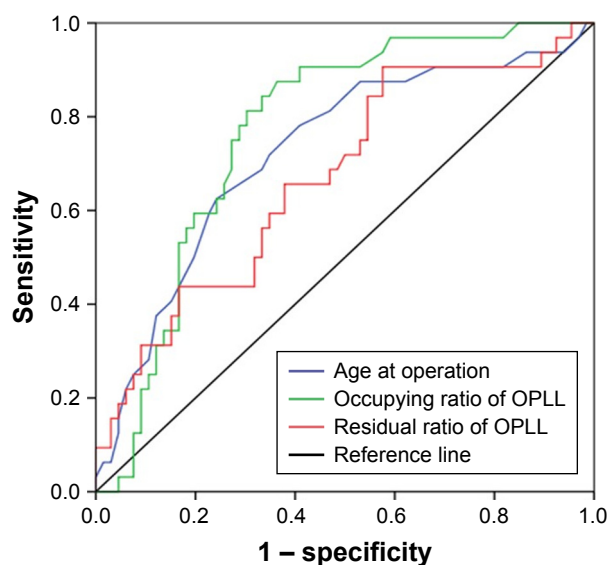 1.0
0.8
0.6
0.4
0.2
0.0
Sensitivity
Age at operation
Occupying ratio of OPLL
Residual ratio of OPLL
Reference line
0.0 0.2 0.4 0.6 0.8 1.0
1 – specificity